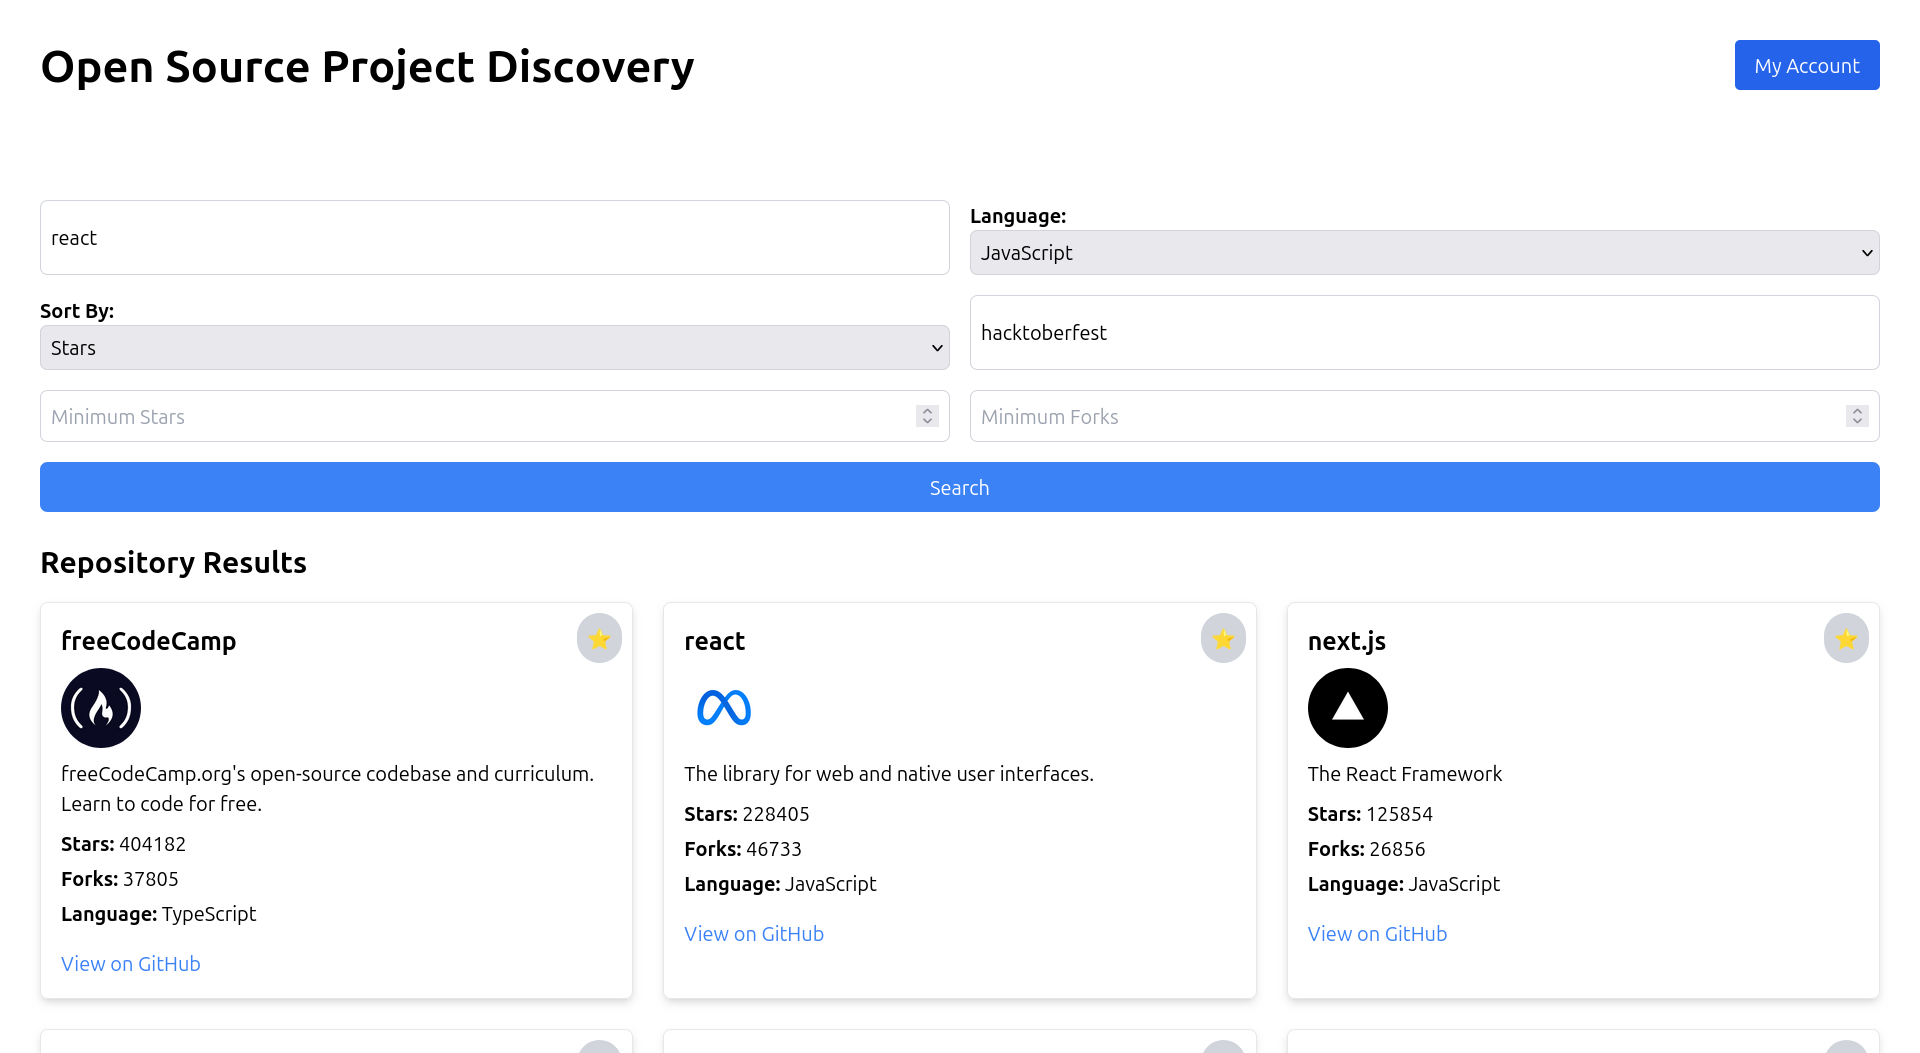 Open Source Project Discovery
My Account
react
Language:
JavaScript
Sort By:
Stars
hacktoberfest
Minimum Stars
Minimum Forks
Search
Repository Results
freeCodeCamp
freeCodeCamp.org's open-source codebase and curriculum.
Learn to code for free.
Stars: 404182
Forks: 37805
Language: TypeScript
View on GitHub
react
The library for web and native user interfaces.
Stars: 228405
Forks: 46733
Language: JavaScript
View on GitHub
next.js
The React Framework
Stars: 125854
Forks: 26856
Language: JavaScript
View on GitHub